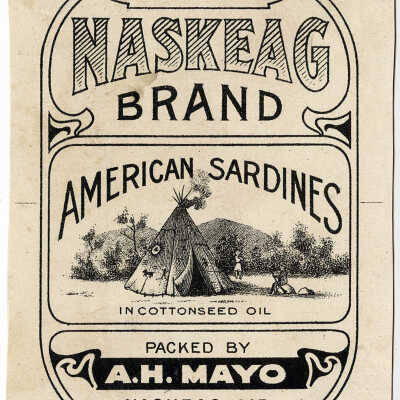 NASKEAG
BRAND
AMERICAN SARDINES
IN COTTONSEED OIL
PACKED BY
A.H. MAYO